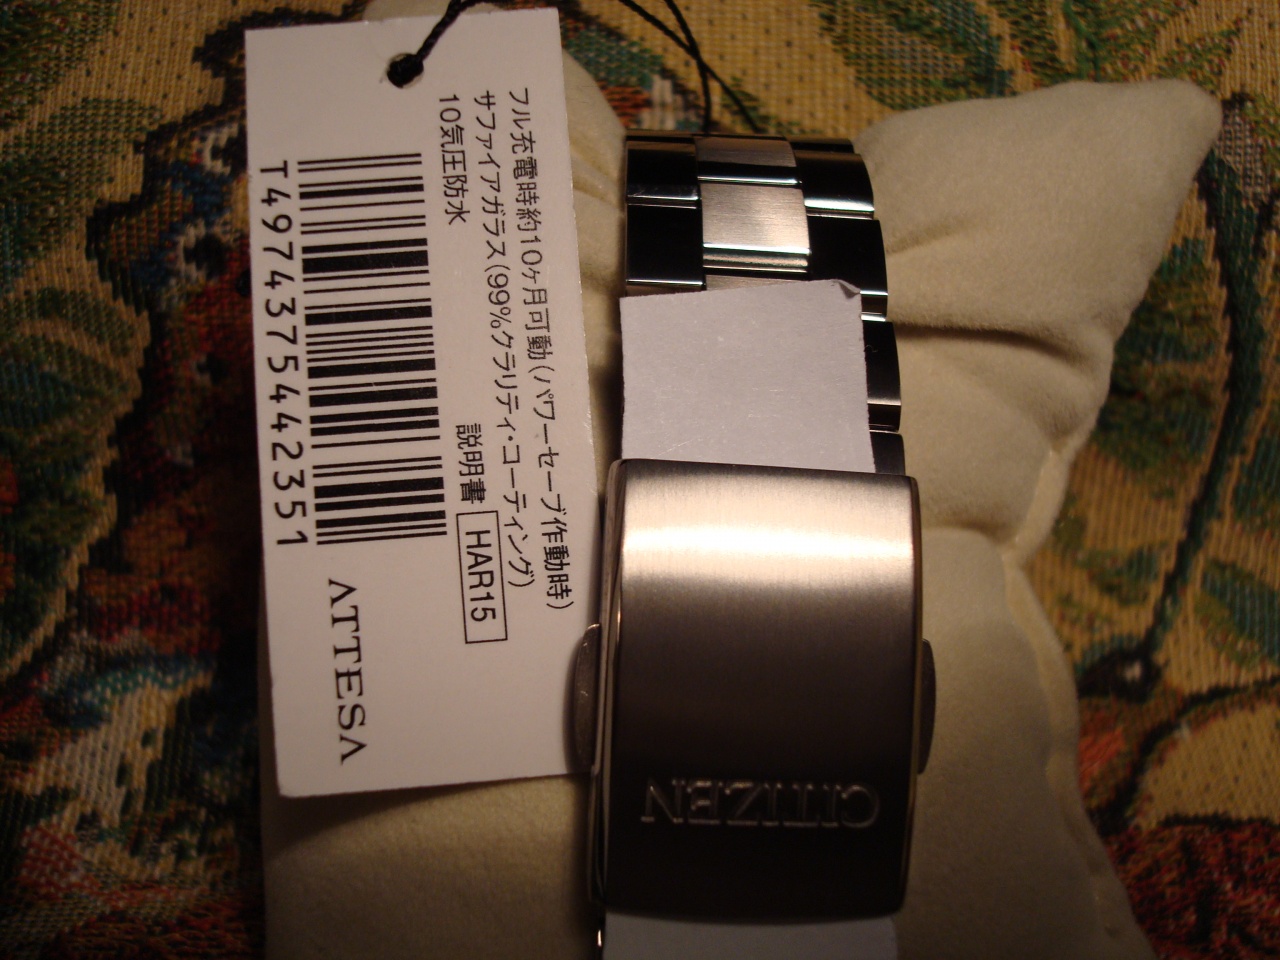 フル充電時約10ヶ月可動(パワーセーブ作動時)
サファイアガラス(99%クラリティ・コーティング)
10気圧防水
説明書 HAR15
T4974375442351
ATTESA
CITIZEN